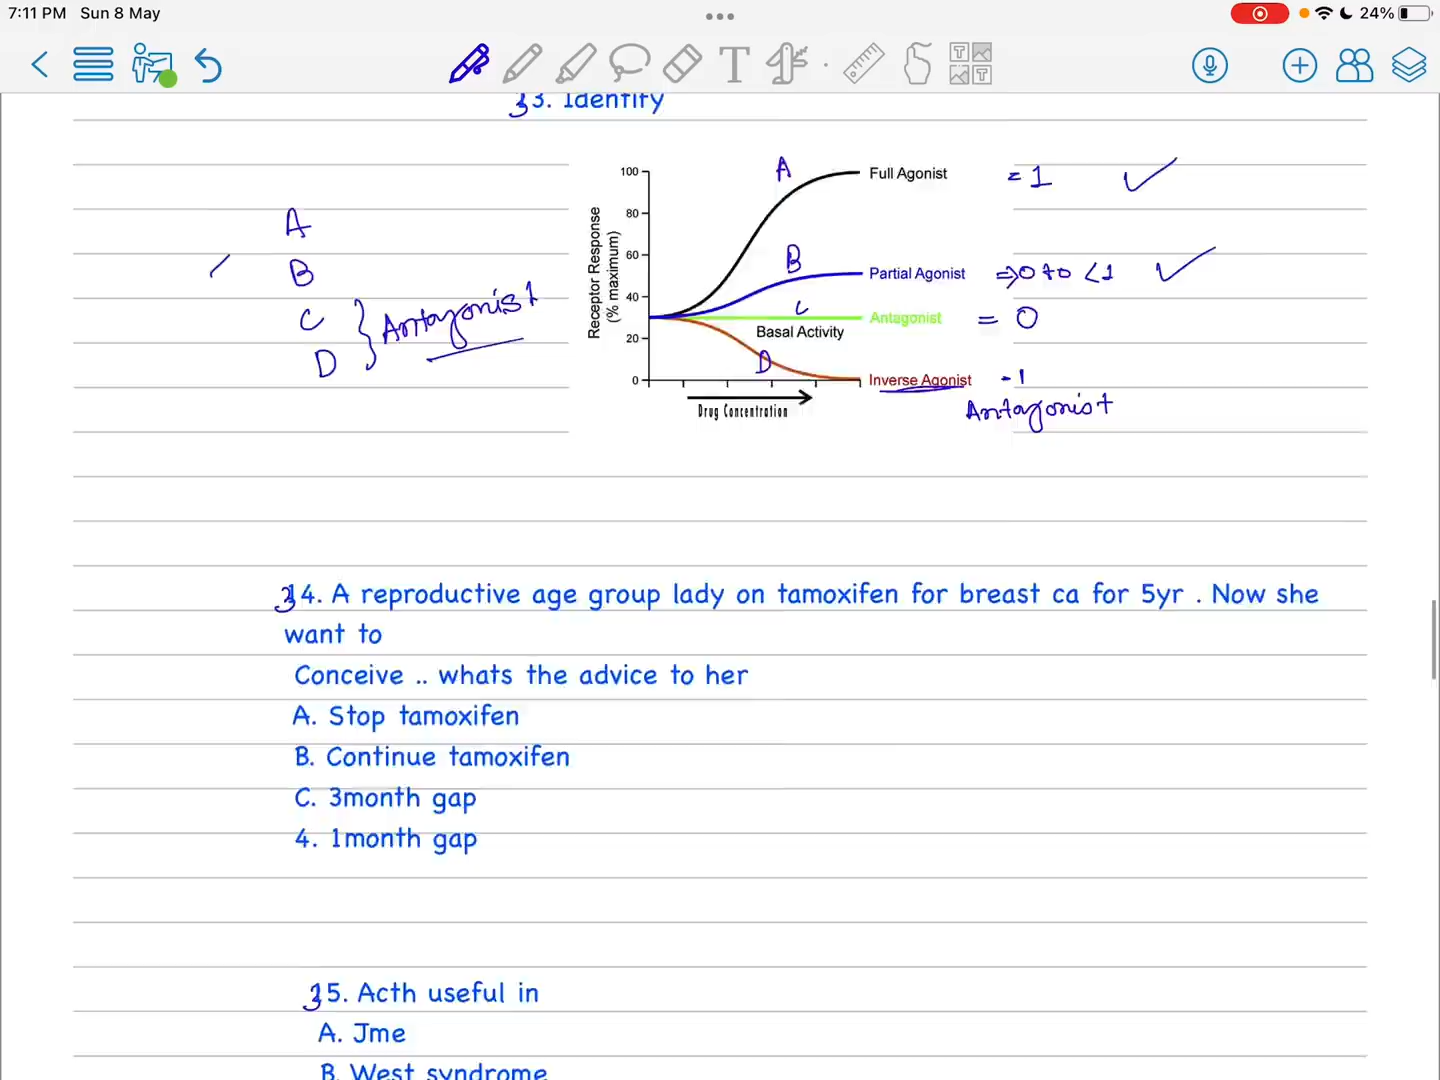 7:11 PM Sun 8 May
24%
33. Identify
100
80
60
40
20
0
Receptor Response
(% maximum)
A
Full Agonist
= 1
B
Partial Agonist
⇒ 0 to <1
C
Antagonist
= 0
Basal Activity
D
Inverse Agonist
-1
Antagonist
Drug Concentration
A
B
C
D
} Antagonist
34. A reproductive age group lady on tamoxifen for breast ca for 5yr . Now she
want to
Conceive .. whats the advice to her
A. Stop tamoxifen
B. Continue tamoxifen
C. 3month gap
4. 1month gap
35. Acth useful in
A. Jme
B. West syndrome